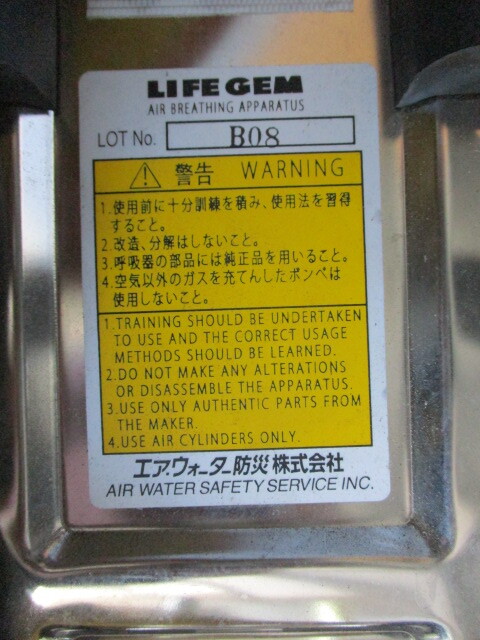 LIFEGEM
AIR BREATHING APPARATUS
LOT No. B08
警告 WARNING
1.使用前に十分訓練を積み、使用法を習得
すること。
2.改造、分解はしないこと。
3.呼吸器の部品には純正品を用いること。
4.空気以外のガスを充てんしたボンベは
使用しないこと。
1.TRAINING SHOULD BE UNDERTAKEN
TO USE AND THE CORRECT USAGE
METHODS SHOULD BE LEARNED.
2.DO NOT MAKE ANY ALTERATIONS
OR DISASSEMBLE THE APPARATUS.
3.USE ONLY AUTHENTIC PARTS FROM
THE MAKER.
4.USE AIR CYLINDERS ONLY.
エア・ウォーター防災株式会社
AIR WATER SAFETY SERVICE INC.